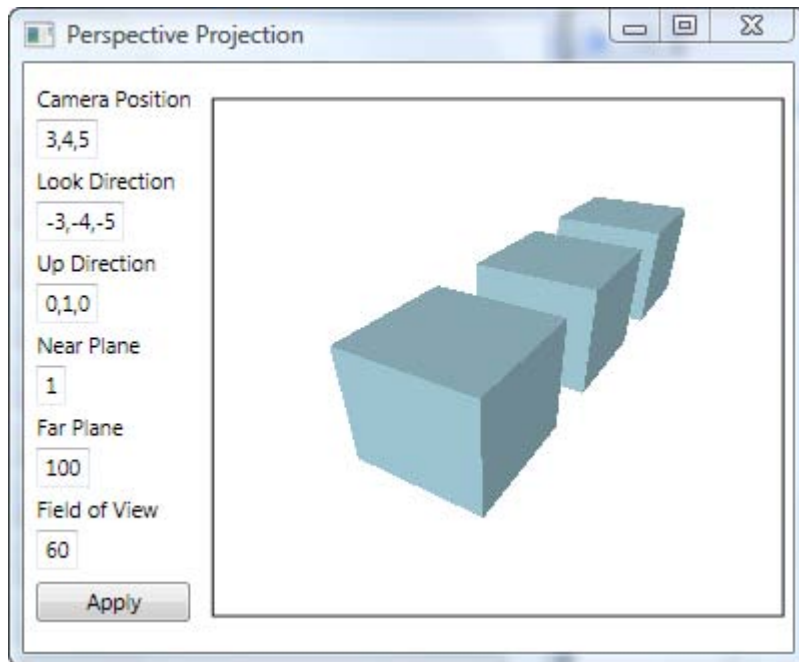 Perspective Projection
Camera Position
3,4,5
Look Direction
-3,-4,-5
Up Direction
0,1,0
Near Plane
1
Far Plane
100
Field of View
60
Apply